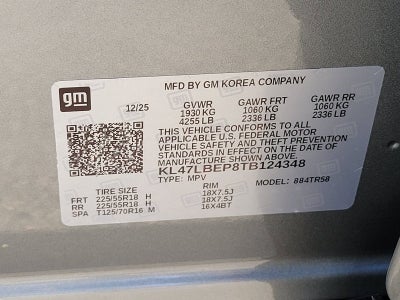 gm
MFD BY GM KOREA COMPANY
12/25 GVWR GAWR FRT GAWR RR
1930 KG 1060 KG 1060 KG
4255 LB 2336 LB 2336 LB
THIS VEHICLE CONFORMS TO ALL
APPLICABLE U.S. FEDERAL MOTOR
VEHICLE SAFETY AND THEFT PREVENTION
STANDARDS IN EFFECT ON THE DATE OF
MANUFACTURE SHOWN ABOVE.
KL47LBEP8TB124348
TYPE: MPV MODEL: 884TR58
TIRE SIZE RIM
FRT 225/55R18 H 18X7.5J
RR 225/55R18 H 18X7.5J
SPA T125/70R16 M 16X4BT